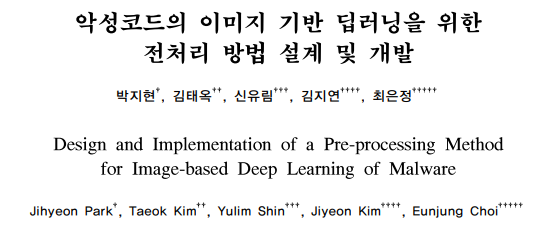 악성코드의 이미지 기반 딥러닝을 위한
전처리 방법 설계 및 개발
박지현†, 김태옥††, 신유림†††, 김지연††††, 최은정†††††
Design and Implementation of a Pre-processing Method
for Image-based Deep Learning of Malware
Jihyeon Park†, Taeok Kim††, Yulim Shin†††, Jiyeon Kim††††, Eunjung Choi†††††